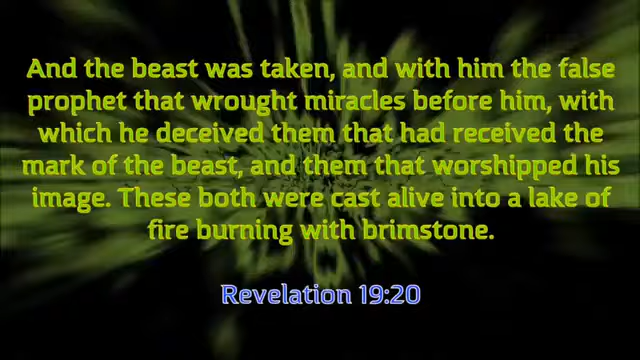 And the beast was taken, and with him the false
prophet that wrought miracles before him, with
which he deceived them that had received the
mark of the beast, and them that worshipped his
image. These both were cast alive into a lake of
fire burning with brimstone.
Revelation 19:20